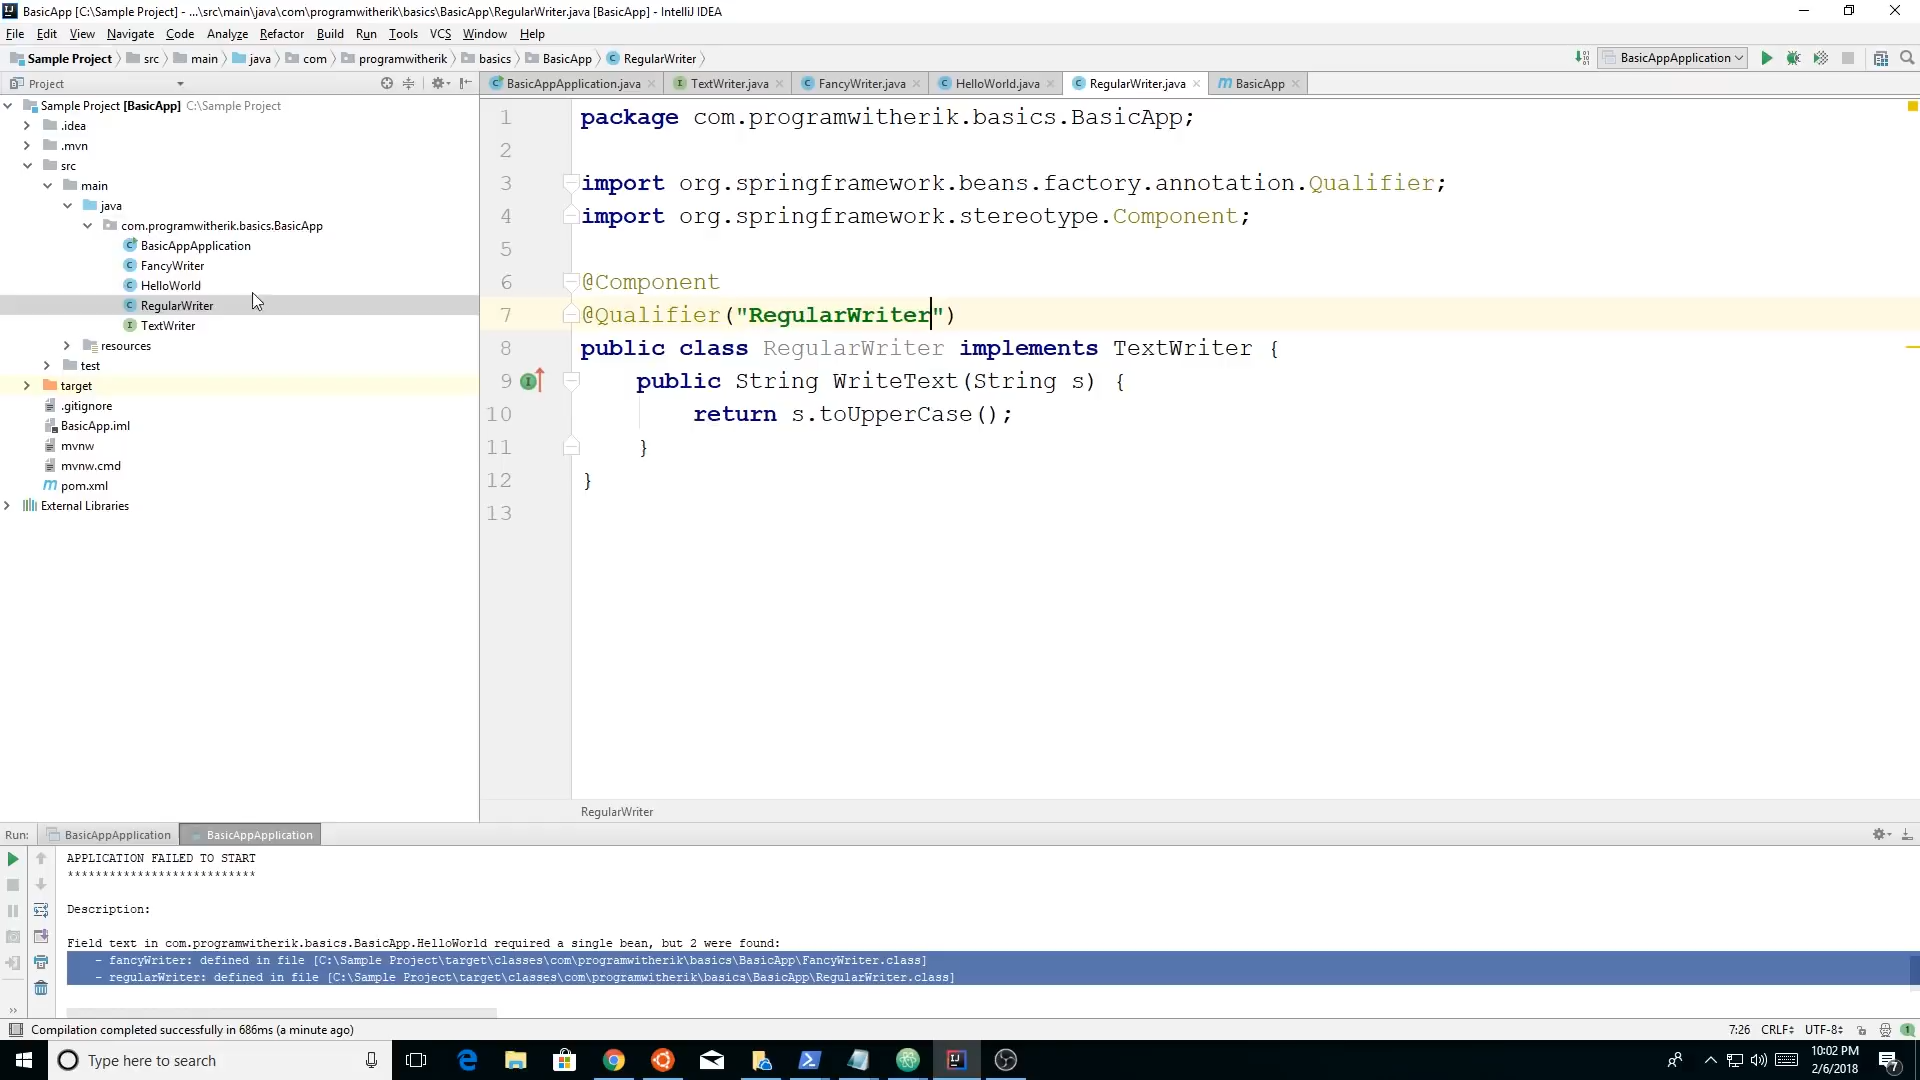 BasicApp [C:\Sample Project] - ...\src\main\java\com\programwitherik\basics\BasicApp\RegularWriter.java [BasicApp] - IntelliJ IDEA
File Edit View Navigate Code Analyze Refactor Build Run Tools VCS Window Help
Sample Project src main java com programwitherik basics BasicApp RegularWriter BasicAppApplication
Project BasicAppApplication.java TextWriter.java FancyWriter.java HelloWorld.java RegularWriter.java BasicApp
Sample Project [BasicApp] C:\Sample Project
.idea
.mvn
src
main
java
com.programwitherik.basics.BasicApp
BasicAppApplication
FancyWriter
HelloWorld
RegularWriter
TextWriter
resources
test
target
.gitignore
BasicApp.iml
mvnw
mvnw.cmd
pom.xml
External Libraries
1 package com.programwitherik.basics.BasicApp;
2
3 import org.springframework.beans.factory.annotation.Qualifier;
4 import org.springframework.stereotype.Component;
5
6 @Component
7 @Qualifier("RegularWriter")
8 public class RegularWriter implements TextWriter {
9 public String WriteText(String s) {
10 return s.toUpperCase();
11 }
12 }
13
RegularWriter
Run: BasicAppApplication BasicAppApplication
APPLICATION FAILED TO START
***************************
Description:
Field text in com.programwitherik.basics.BasicApp.HelloWorld required a single bean, but 2 were found:
- fancyWriter: defined in file [C:\Sample Project\target\classes\com\programwitherik\basics\BasicApp\FancyWriter.class]
- regularWriter: defined in file [C:\Sample Project\target\classes\com\programwitherik\basics\BasicApp\RegularWriter.class]
Compilation completed successfully in 686ms (a minute ago) 7:26 CRLF UTF-8 1
Type here to search
10:02 PM
2/6/2018
7